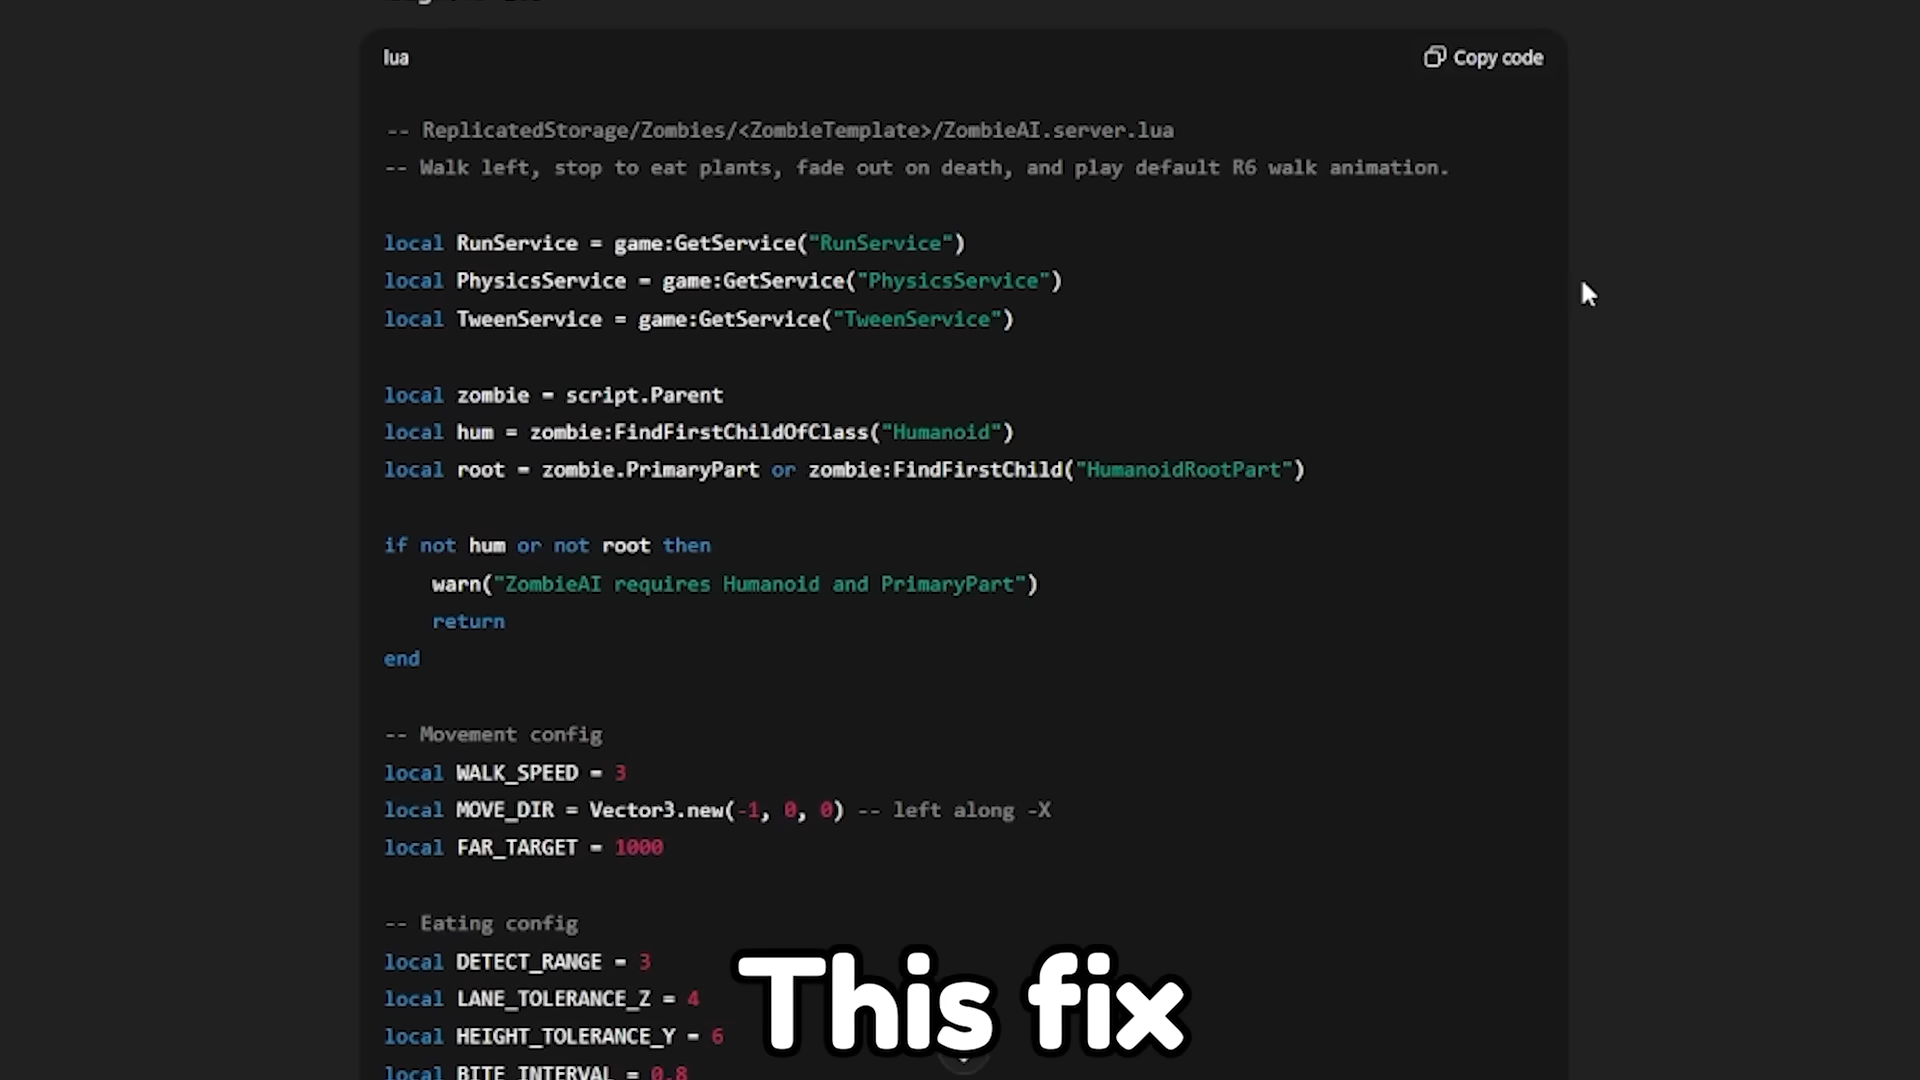 lua
Copy code
-- ReplicatedStorage/Zombies/<ZombieTemplate>/ZombieAI.server.lua
-- Walk left, stop to eat plants, fade out on death, and play default R6 walk animation.
local RunService = game:GetService("RunService")
local PhysicsService = game:GetService("PhysicsService")
local TweenService = game:GetService("TweenService")
local zombie = script.Parent
local hum = zombie:FindFirstChildOfClass("Humanoid")
local root = zombie.PrimaryPart or zombie:FindFirstChild("HumanoidRootPart")
if not hum or not root then
    warn("ZombieAI requires Humanoid and PrimaryPart")
    return
end
-- Movement config
local WALK_SPEED = 3
local MOVE_DIR = Vector3.new(-1, 0, 0) -- left along -X
local FAR_TARGET = 1000
-- Eating config
local DETECT_RANGE = 3
local LANE_TOLERANCE_Z = 4
local HEIGHT_TOLERANCE_Y = 6
local BITE_INTERVAL = 0.8
This fix